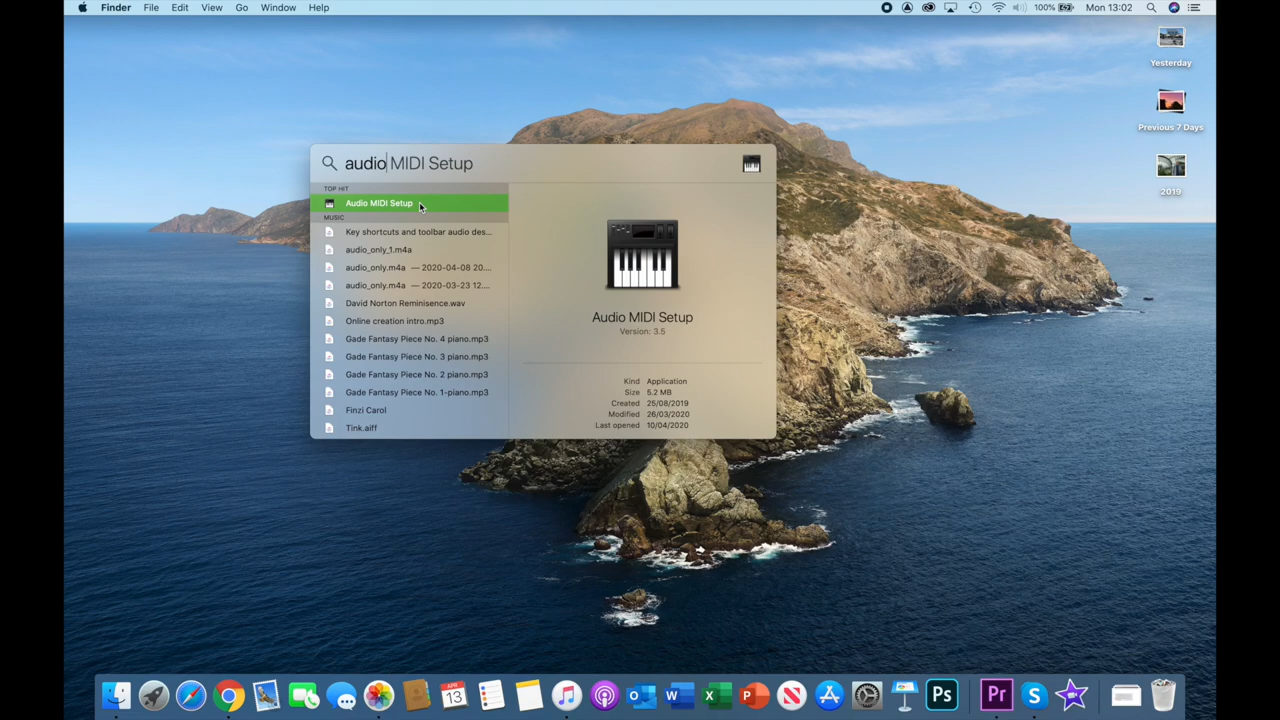 Finder File Edit View Go Window Help
100% Mon 13:02
Yesterday
Previous 7 Days
2019
audio MIDI Setup
TOP HIT
Audio MIDI Setup
MUSIC
Key shortcuts and toolbar audio des...
audio_only_1.m4a
audio_only.m4a — 2020-04-08 20....
audio_only.m4a — 2020-03-23 12....
David Norton Reminisence.wav
Online creation intro.mp3
Gade Fantasy Piece No. 4 piano.mp3
Gade Fantasy Piece No. 3 piano.mp3
Gade Fantasy Piece No. 2 piano.mp3
Gade Fantasy Piece No. 1-piano.mp3
Finzi Carol
Tink.aiff
Audio MIDI Setup
Version: 3.5
Kind Application
Size 5.2 MB
Created 25/08/2019
Modified 26/03/2020
Last opened 10/04/2020
APR
13
O
W
X
P
N
A
Ps
Pr
S